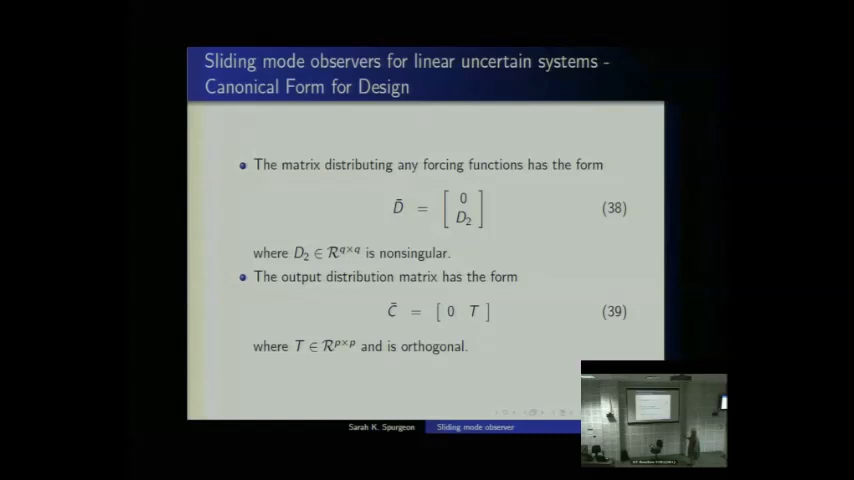 Sliding mode observers for linear uncertain systems -
Canonical Form for Design
The matrix distributing any forcing functions has the form
D̄ = [ 0 D₂ ] (38)
where D₂ ∈ ℛ^{q×q} is nonsingular.
The output distribution matrix has the form
C̄ = [ 0 T ] (39)
where T ∈ ℛ^{p×p} and is orthogonal.
Sarah K. Spurgeon Sliding mode observer